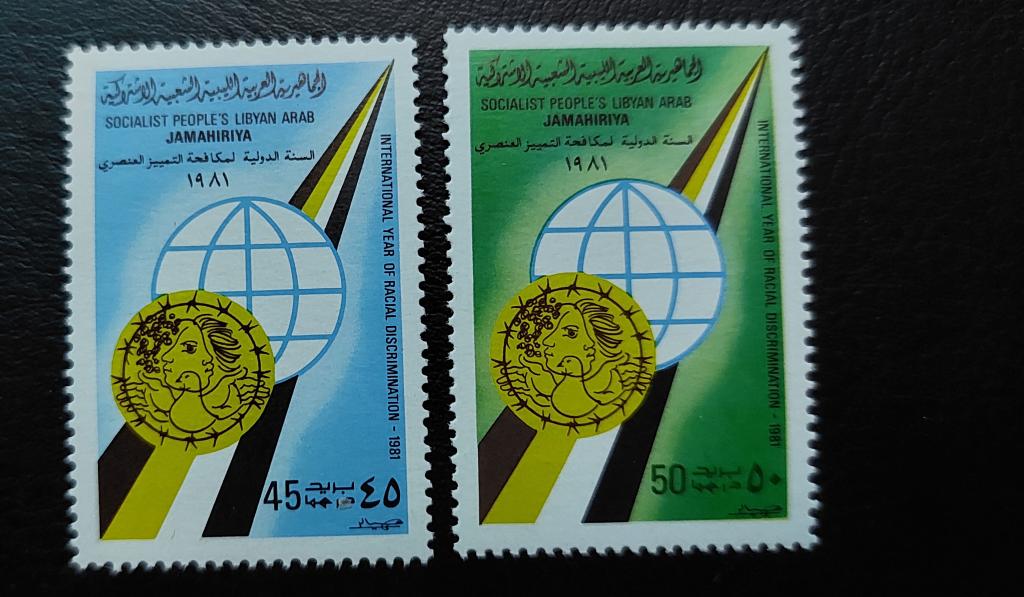 الجماهيرية العربية الليبية الشعبية الاشتراكية
SOCIALIST PEOPLE'S LIBYAN ARAB
JAMAHIRIYA
السنة الدولية لمكافحة التمييز العنصري
١٩٨١
INTERNATIONAL YEAR OF RACIAL DISCRIMINATION - 1981
45 بريد ٤٥
الجماهيرية العربية الليبية الشعبية الاشتراكية
SOCIALIST PEOPLE'S LIBYAN ARAB
JAMAHIRIYA
السنة الدولية لمكافحة التمييز العنصري
١٩٨١
INTERNATIONAL YEAR OF RACIAL DISCRIMINATION - 1981
50 بريد ٥٠